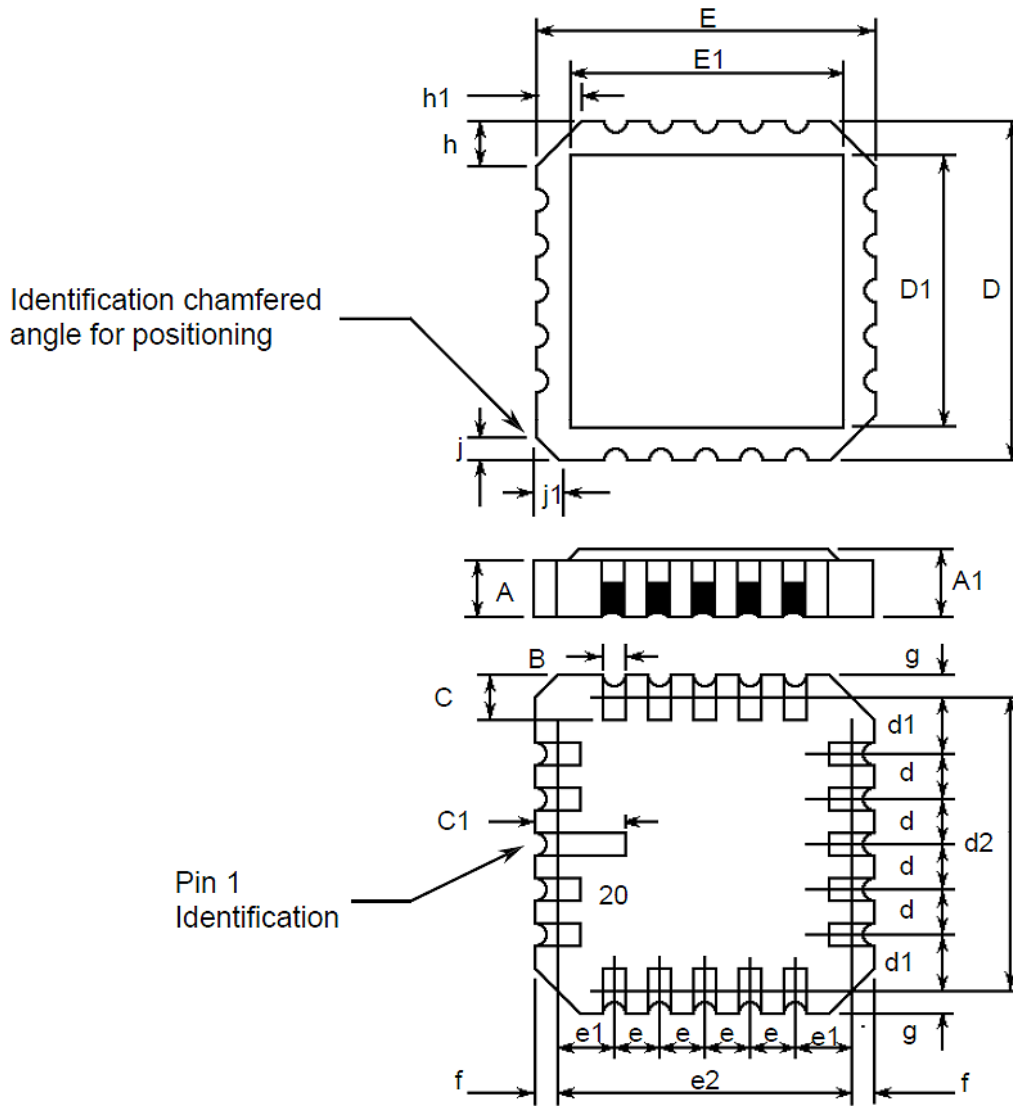 E
E1
h1
h
D1
D
Identification chamfered
angle for positioning
j
j1
A
A1
B
g
C
d1
d
C1
d
d2
d
Pin 1
Identification
20
d
d1
e1
e
e
e
e
e1
g
f
e2
f